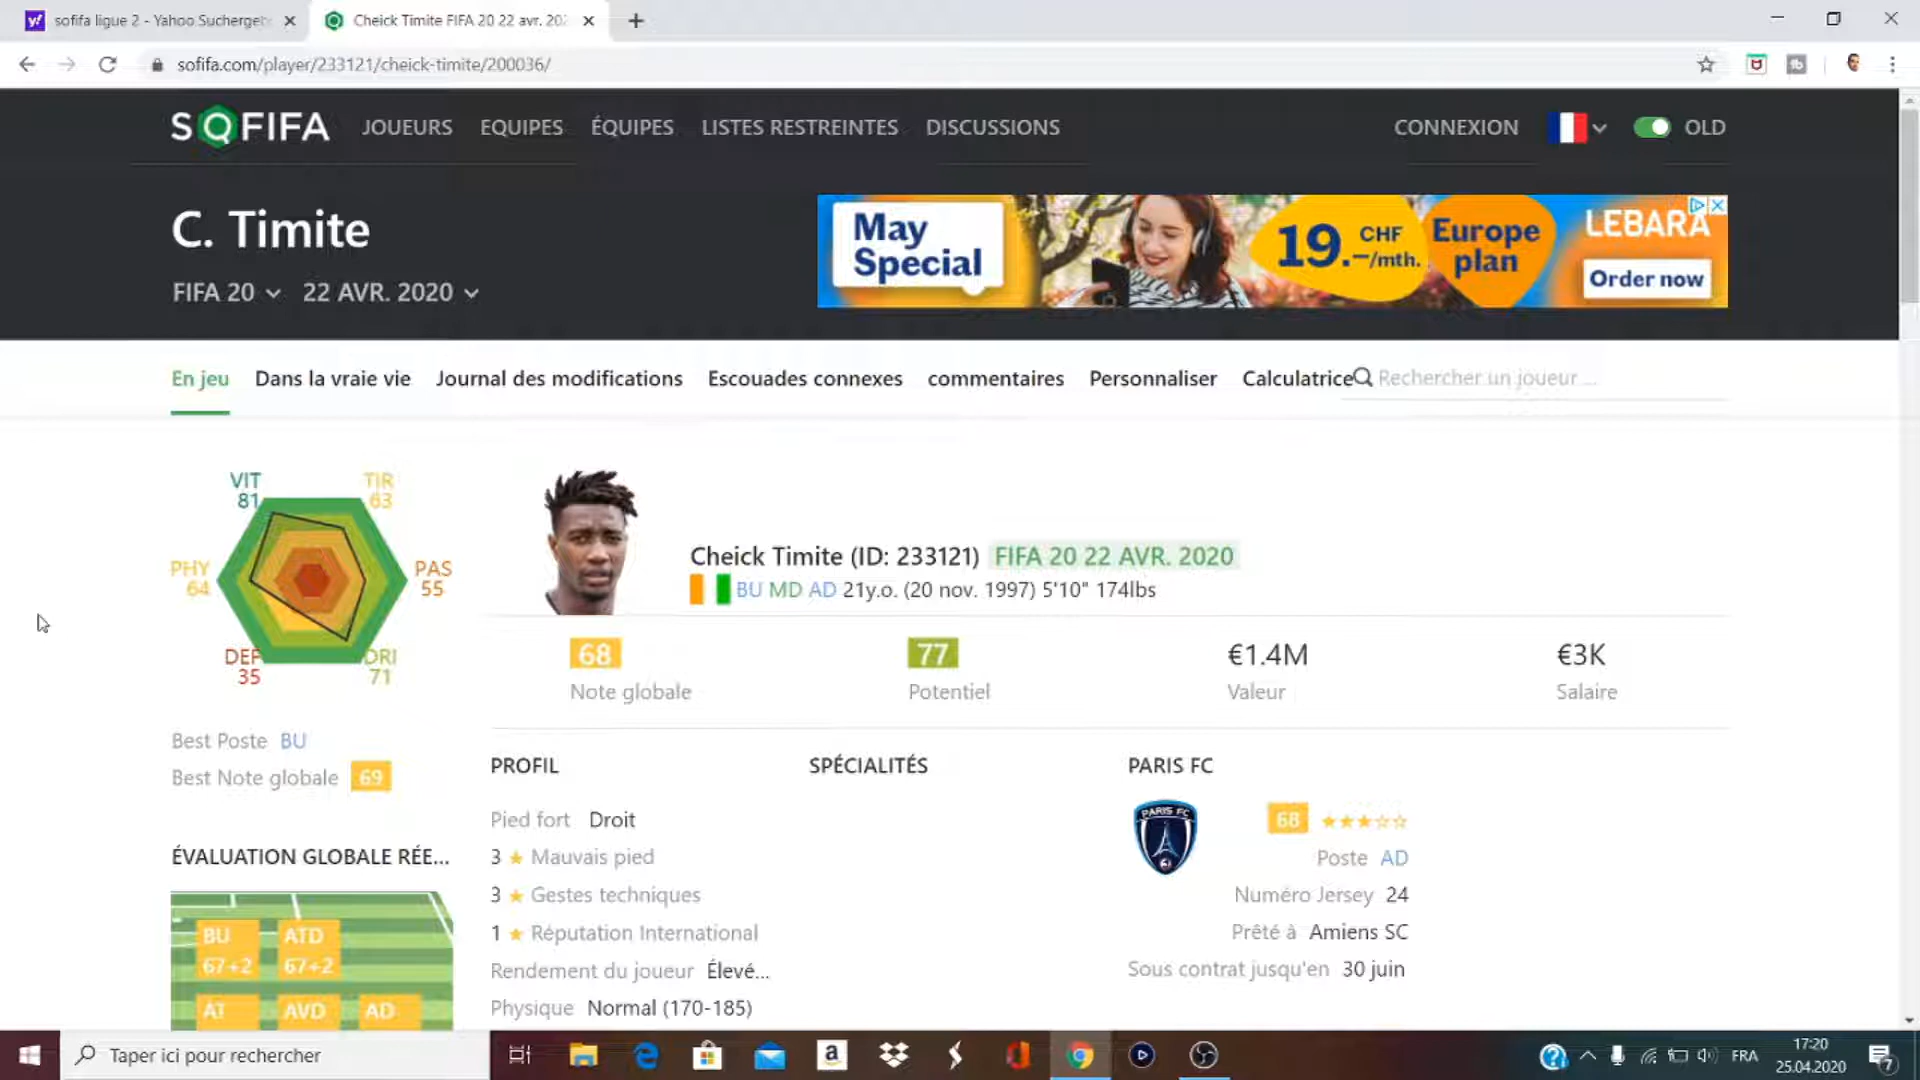 sofifa ligue 2 - Yahoo Sucherget
Cheick Timite FIFA 20 22 avr. 202
sofifa.com/player/233121/cheick-timite/200036/
SOFIFA JOUEURS EQUIPES ÉQUIPES LISTES RESTREINTES DISCUSSIONS CONNEXION OLD
C. Timite
FIFA 20 22 AVR. 2020
May Special
19.– CHF /mth.
Europe plan
LEBARA
Order now
En jeu Dans la vraie vie Journal des modifications Escouades connexes commentaires Personnaliser Calculatrice Rechercher un joueur ...
VIT 81
TIR 63
PHY 64
PAS 55
DEF 35
DRI 71
Cheick Timite (ID: 233121) FIFA 20 22 AVR. 2020
BU MD AD 21y.o. (20 nov. 1997) 5'10" 174lbs
68 77 €1.4M €3K
Note globale Potentiel Valeur Salaire
Best Poste BU
Best Note globale 69
ÉVALUATION GLOBALE RÉE...
BU 67+2
ATD 67+2
AT AVD AD
PROFIL
Pied fort Droit
3 ★ Mauvais pied
3 ★ Gestes techniques
1 ★ Réputation International
Rendement du joueur Élevé...
Physique Normal (170-185)
SPÉCIALITÉS
PARIS FC
PARIS FC
68 ★★★☆☆
Poste AD
Numéro Jersey 24
Prêté à Amiens SC
Sous contrat jusqu'en 30 juin
Taper ici pour rechercher
FRA
17:20
25.04.2020
7